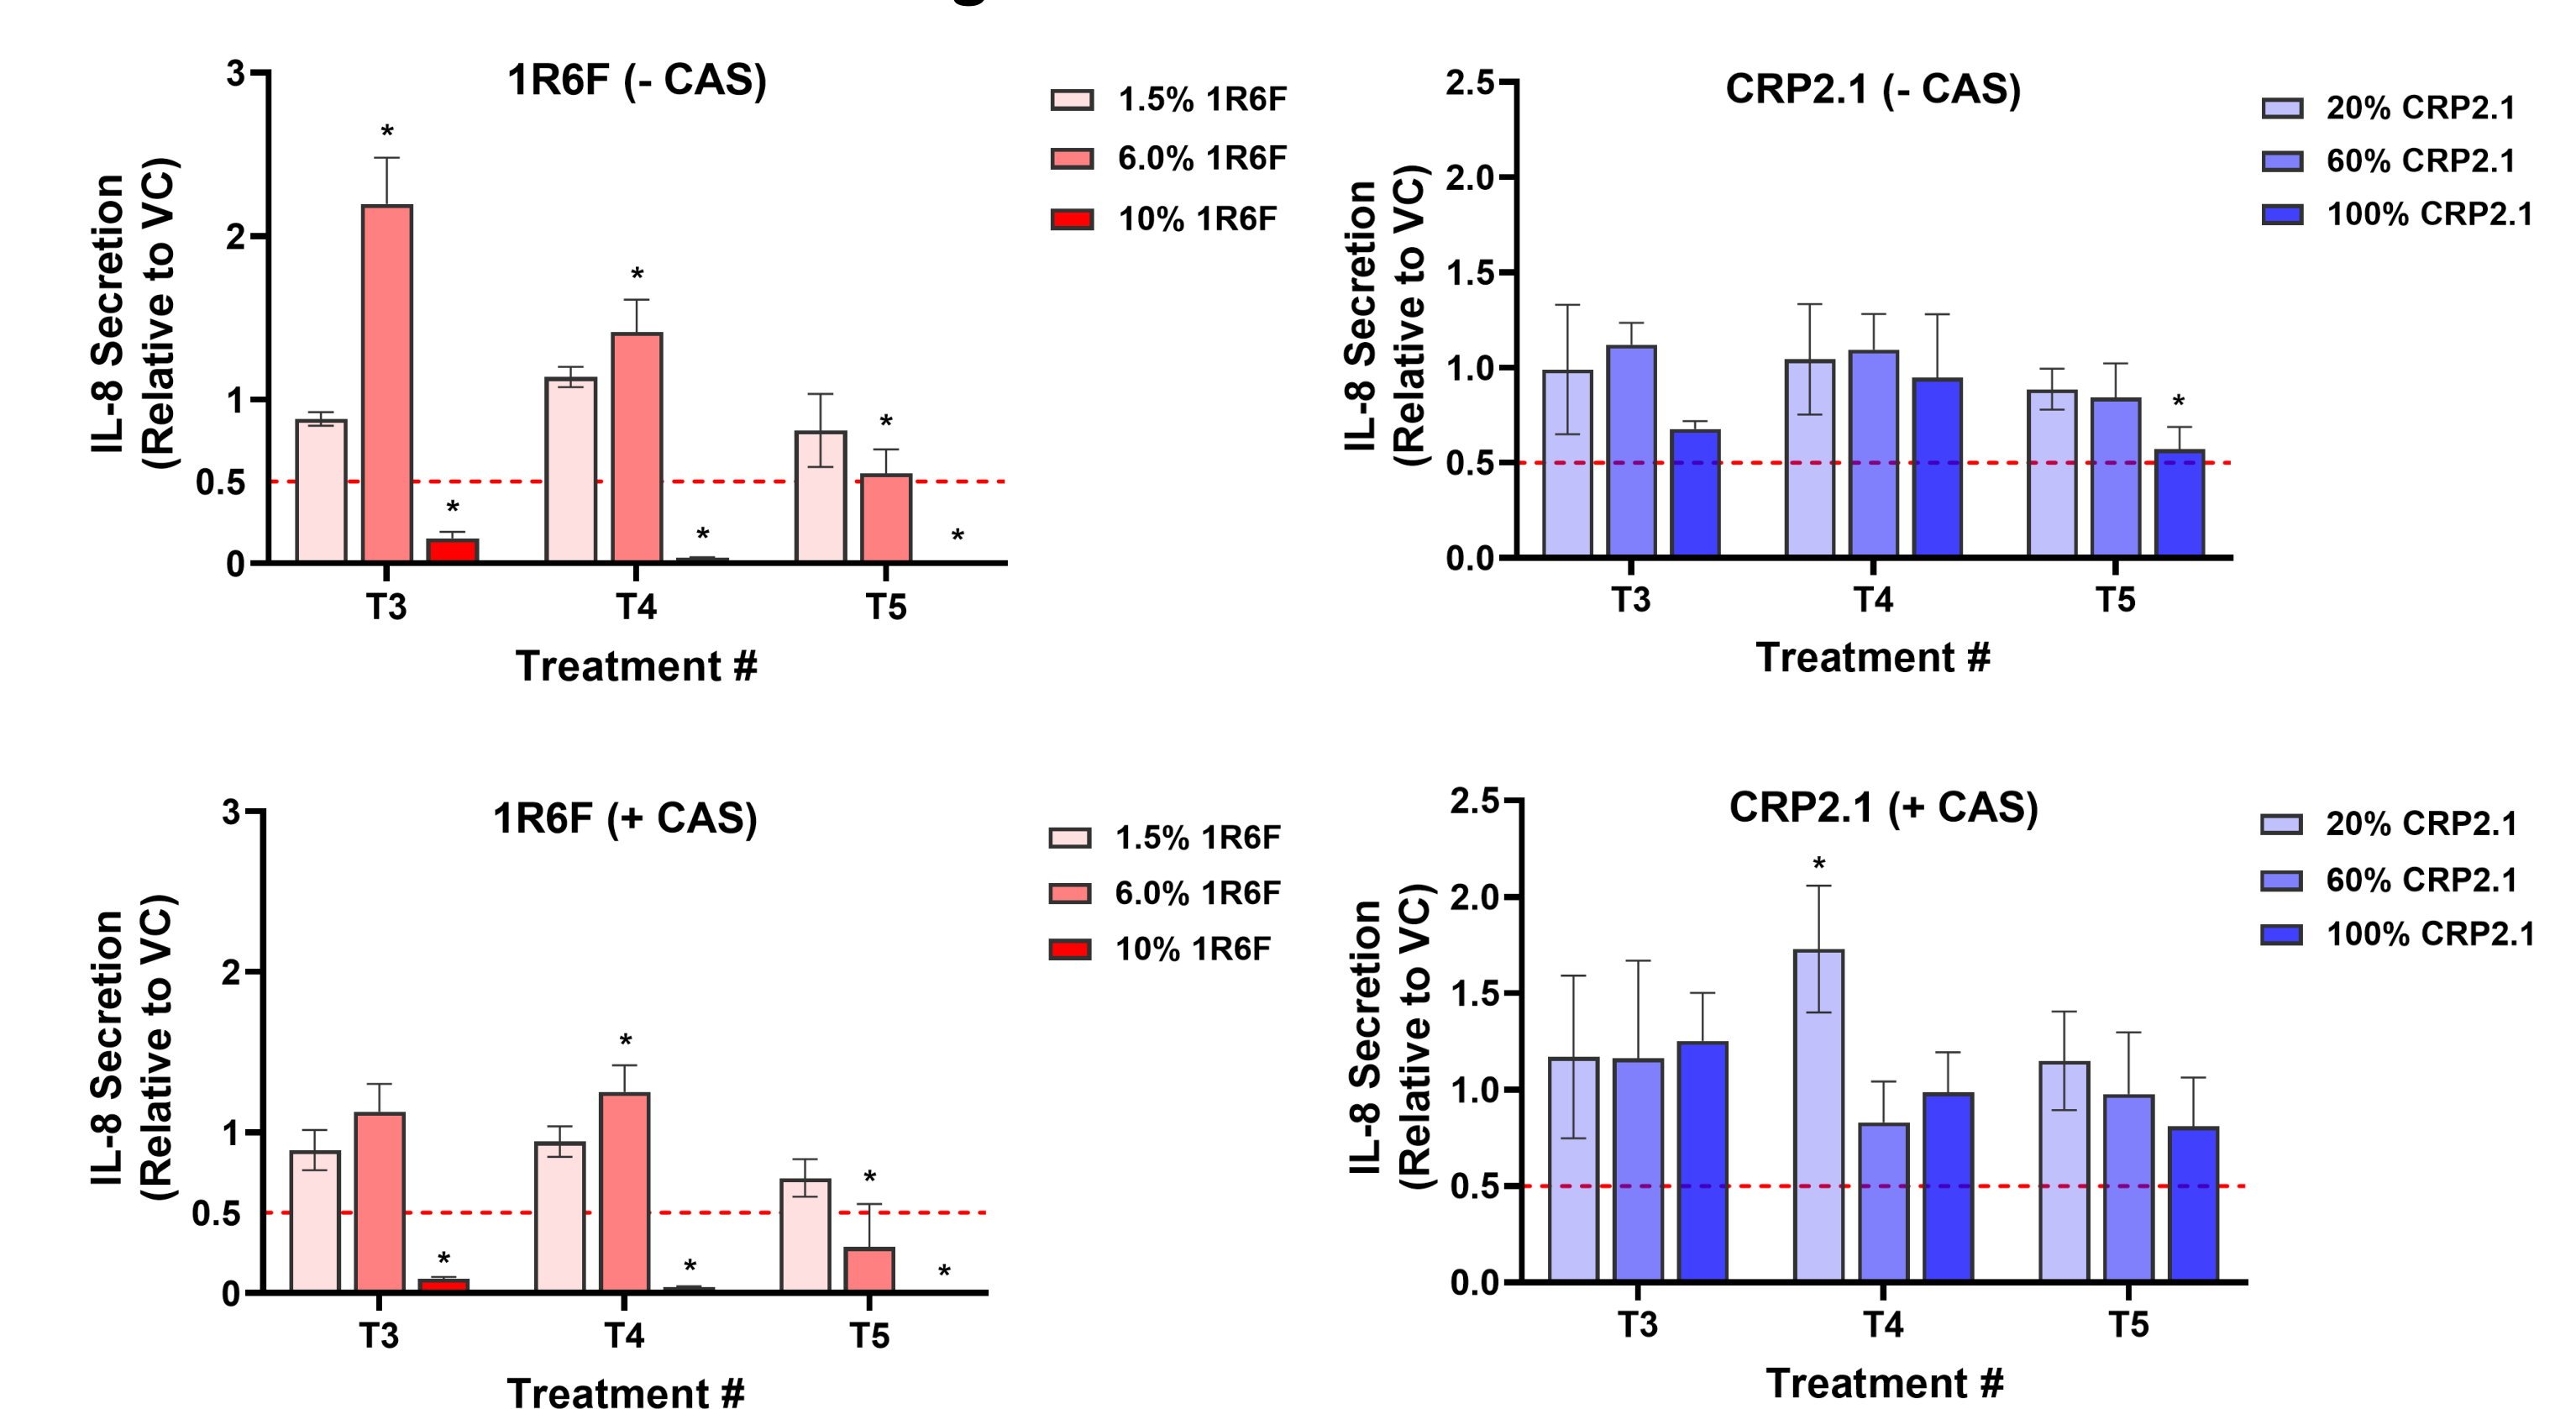 1R6F (- CAS)
IL-8 Secretion
(Relative to VC)
3
2
1
0.5
0
*
*
*
*
*
*
T3
T4
T5
Treatment #
1.5% 1R6F
6.0% 1R6F
10% 1R6F
CRP2.1 (- CAS)
IL-8 Secretion
(Relative to VC)
2.5
2.0
1.5
1.0
0.5
0.0
*
T3
T4
T5
Treatment #
20% CRP2.1
60% CRP2.1
100% CRP2.1
1R6F (+ CAS)
IL-8 Secretion
(Relative to VC)
3
2
1
0.5
0
*
*
*
*
*
T3
T4
T5
Treatment #
1.5% 1R6F
6.0% 1R6F
10% 1R6F
CRP2.1 (+ CAS)
IL-8 Secretion
(Relative to VC)
2.5
2.0
1.5
1.0
0.5
0.0
*
T3
T4
T5
Treatment #
20% CRP2.1
60% CRP2.1
100% CRP2.1